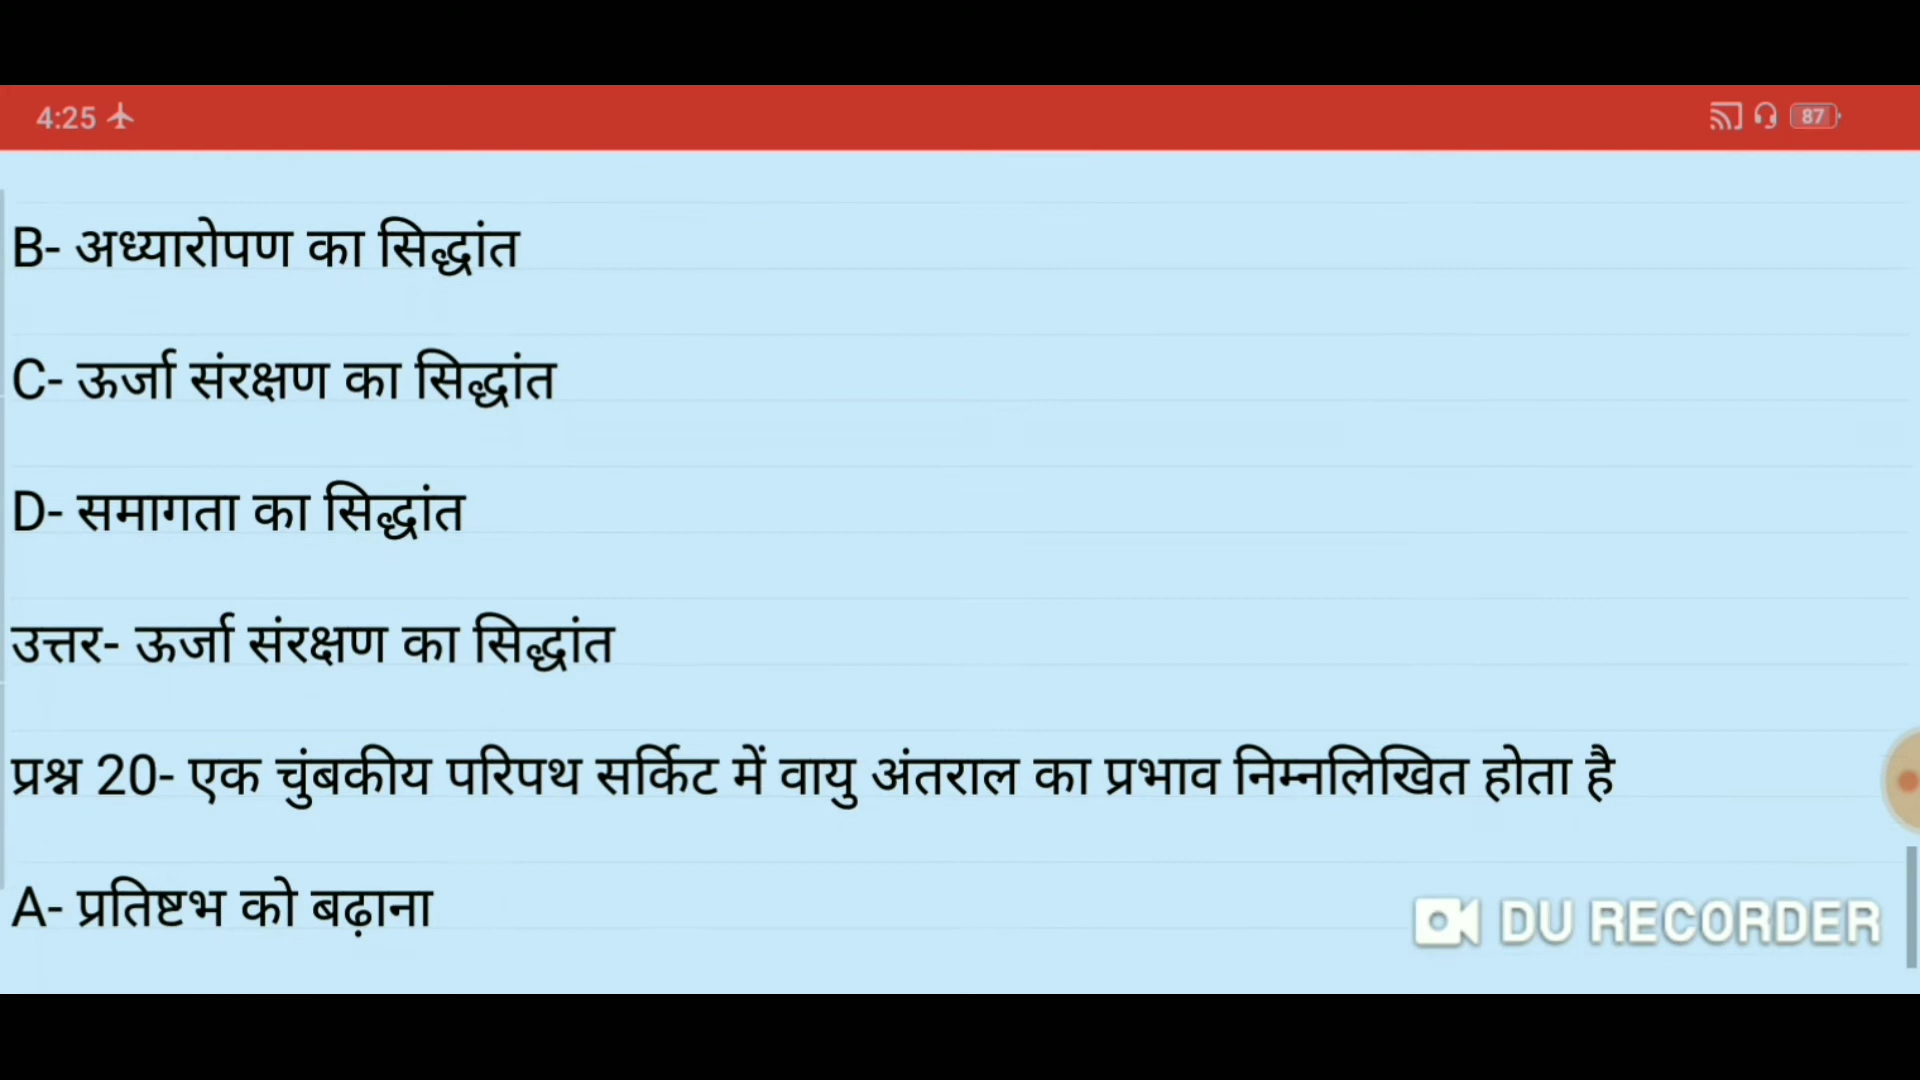 4:25
87
B- अध्यारोपण का सिद्धांत
C- ऊर्जा संरक्षण का सिद्धांत
D- समागता का सिद्धांत
उत्तर- ऊर्जा संरक्षण का सिद्धांत
प्रश्न 20- एक चुंबकीय परिपथ सर्किट में वायु अंतराल का प्रभाव निम्नलिखित होता है
A- प्रतिष्टभ को बढ़ाना
DU RECORDER